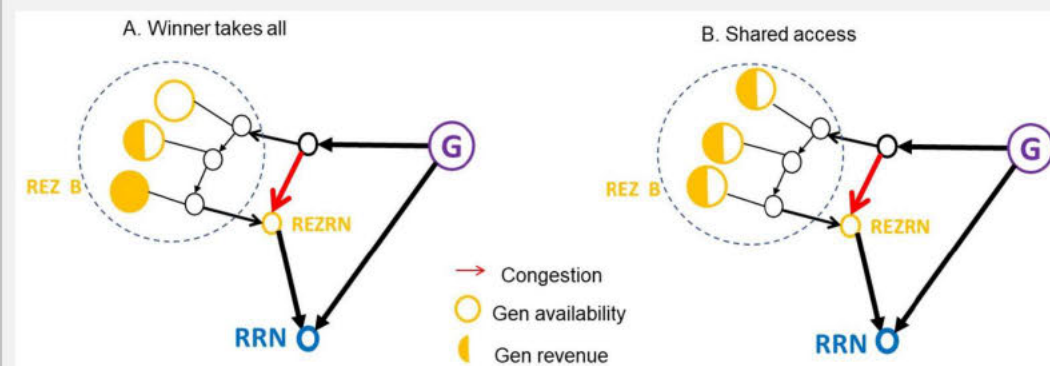 A. Winner takes all
B. Shared access
G
G
REZ B
REZ B
REZRN
REZRN
Congestion
Gen availability
RRN
RRN
Gen revenue